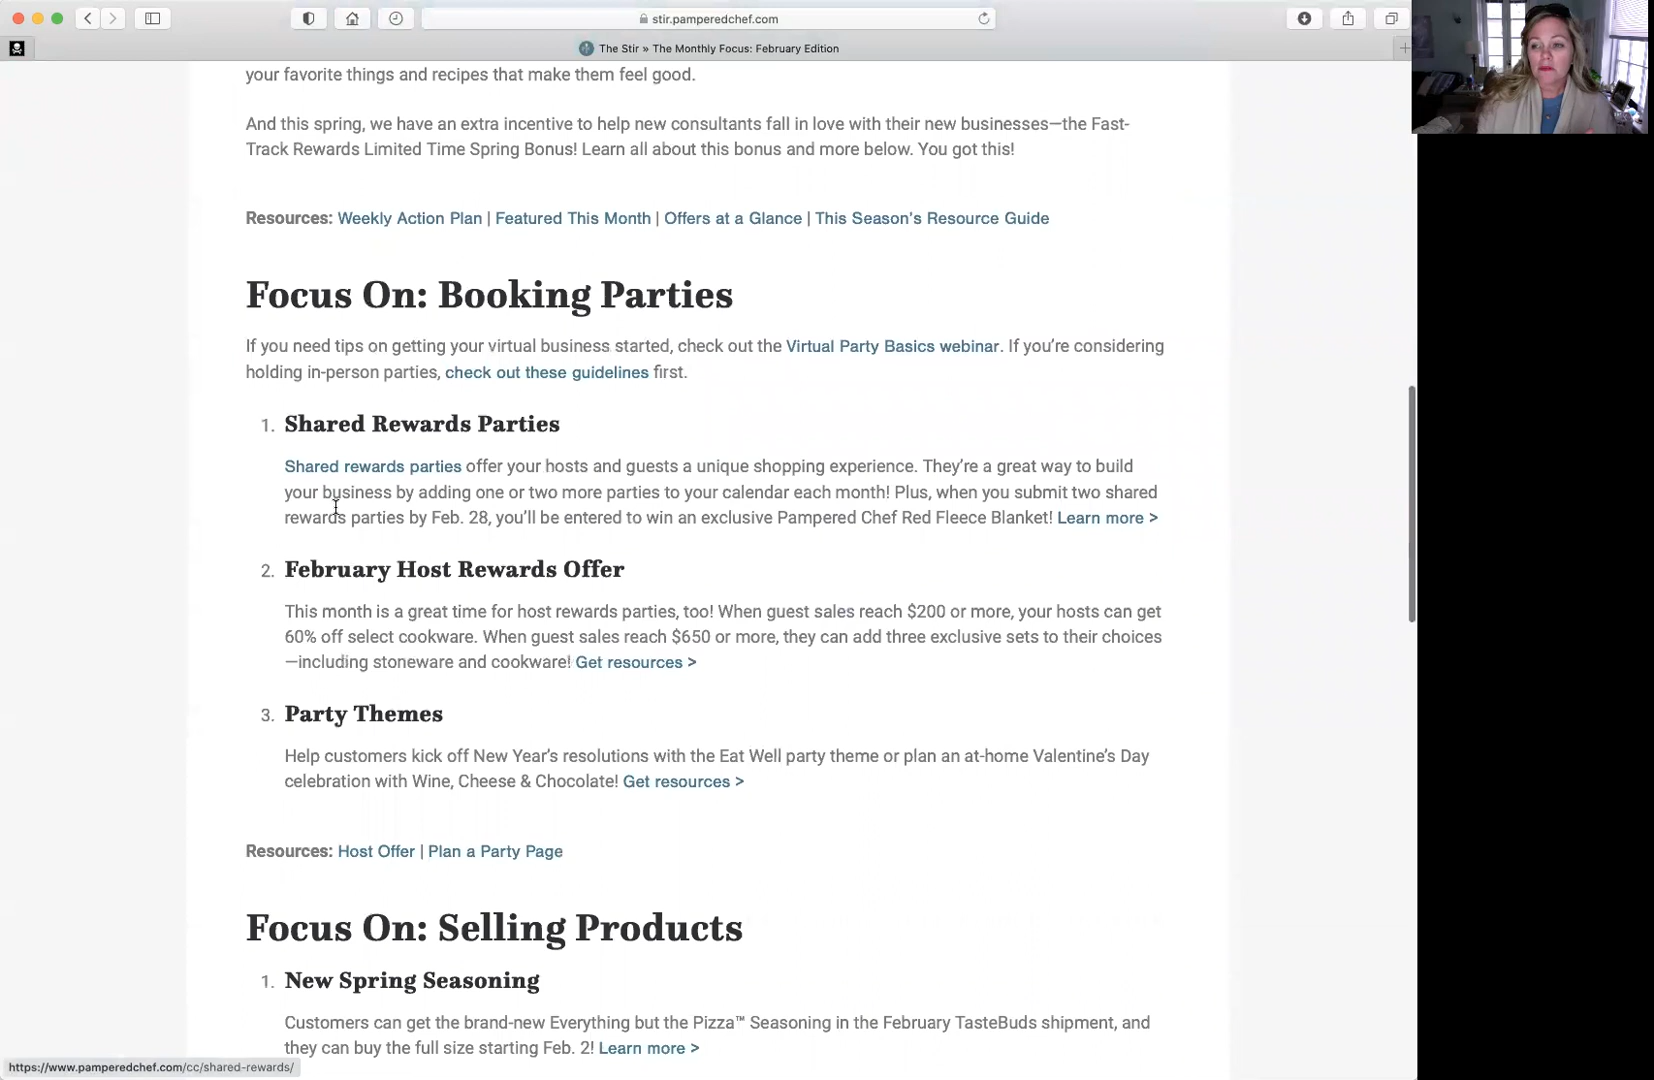 stir.pamperedchef.com
The Stir » The Monthly Focus: February Edition
your favorite things and recipes that make them feel good.
And this spring, we have an extra incentive to help new consultants fall in love with their new businesses—the Fast-
Track Rewards Limited Time Spring Bonus! Learn all about this bonus and more below. You got this!
Resources: Weekly Action Plan | Featured This Month | Offers at a Glance | This Season's Resource Guide
Focus On: Booking Parties
If you need tips on getting your virtual business started, check out the Virtual Party Basics webinar. If you're considering
holding in-person parties, check out these guidelines first.
1. Shared Rewards Parties
Shared rewards parties offer your hosts and guests a unique shopping experience. They're a great way to build
your business by adding one or two more parties to your calendar each month! Plus, when you submit two shared
rewards parties by Feb. 28, you'll be entered to win an exclusive Pampered Chef Red Fleece Blanket! Learn more >
2. February Host Rewards Offer
This month is a great time for host rewards parties, too! When guest sales reach $200 or more, your hosts can get
60% off select cookware. When guest sales reach $650 or more, they can add three exclusive sets to their choices
—including stoneware and cookware! Get resources >
3. Party Themes
Help customers kick off New Year's resolutions with the Eat Well party theme or plan an at-home Valentine's Day
celebration with Wine, Cheese & Chocolate! Get resources >
Resources: Host Offer | Plan a Party Page
Focus On: Selling Products
1. New Spring Seasoning
Customers can get the brand-new Everything but the Pizza™ Seasoning in the February TasteBuds shipment, and
they can buy the full size starting Feb. 2! Learn more >
https://www.pamperedchef.com/cc/shared-rewards/